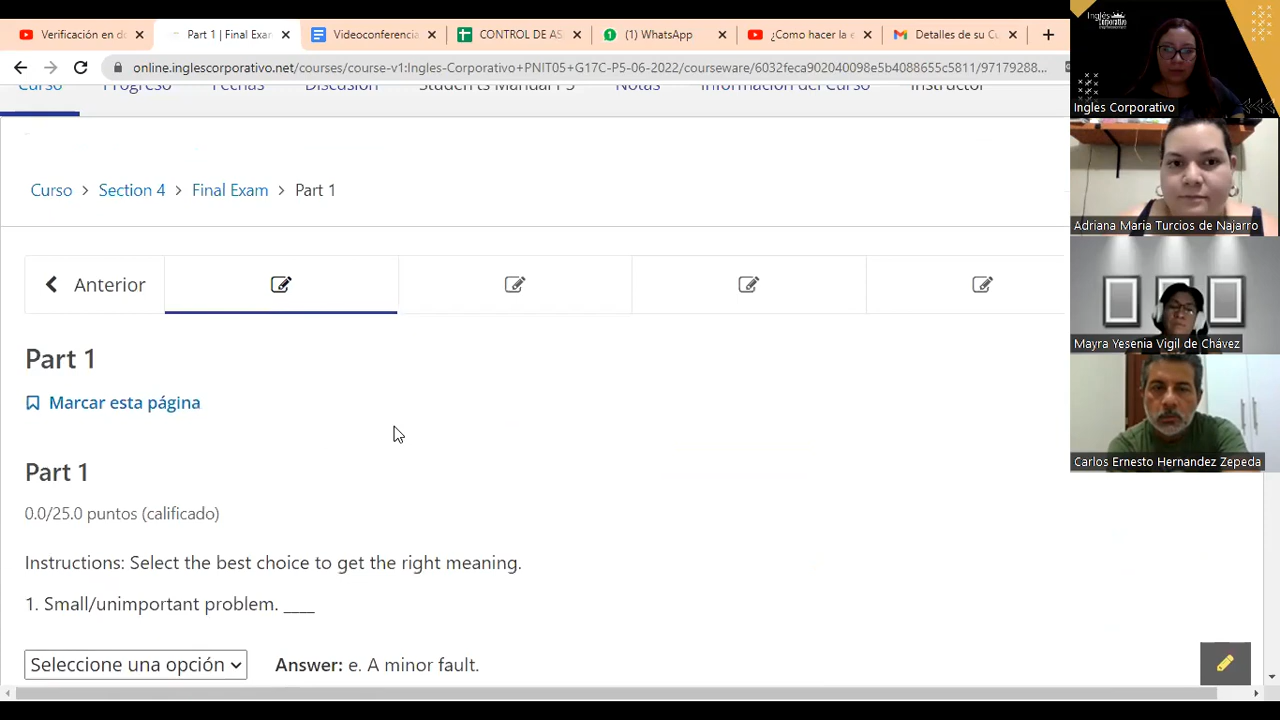 Verificación en d
Part 1 | Final Exar
Videoconferencia
CONTROL DE AS
(1) WhatsApp
¿Como hacer la e
Detalles de su Cu
online.inglescorporativo.net/courses/course-v1:Ingles-Corporativo+PNIT05+G17C-P5-06-2022/courseware/6032feca902040098e5b4088655c5811/97179288...
Curso Progreso Fechas Discusión Student's Manual P5 Notas Información del Curso Instructor
Curso > Section 4 > Final Exam > Part 1
Anterior
Part 1
Marcar esta página
Part 1
0.0/25.0 puntos (calificado)
Instructions: Select the best choice to get the right meaning.
1. Small/unimportant problem. ____
Seleccione una opción
Answer: e. A minor fault.
Inglés
Corporativo
Ingles Corporativo
Adriana Maria Turcios de Najarro
Mayra Yesenia Vigil de Chávez
Carlos Ernesto Hernandez Zepeda